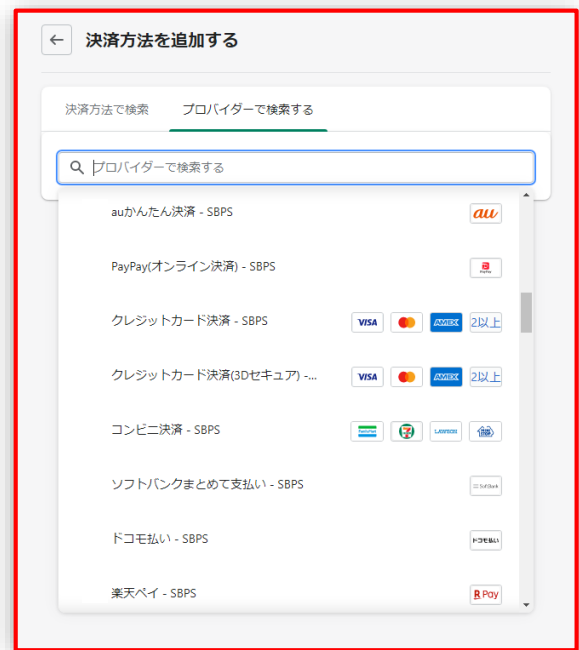 決済方法を追加する
決済方法で検索 プロバイダーで検索する
プロバイダーで検索する
auかんたん決済 - SBPS au
PayPay(オンライン決済) - SBPS PayPay
クレジットカード決済 - SBPS VISA AMEX 2以上
クレジットカード決済(3Dセキュア) -... VISA AMEX 2以上
コンビニ決済 - SBPS FamilyMart 7 LAWSON
ソフトバンクまとめて支払い - SBPS SoftBank
ドコモ払い - SBPS ドコモ払い
楽天ペイ - SBPS R Pay